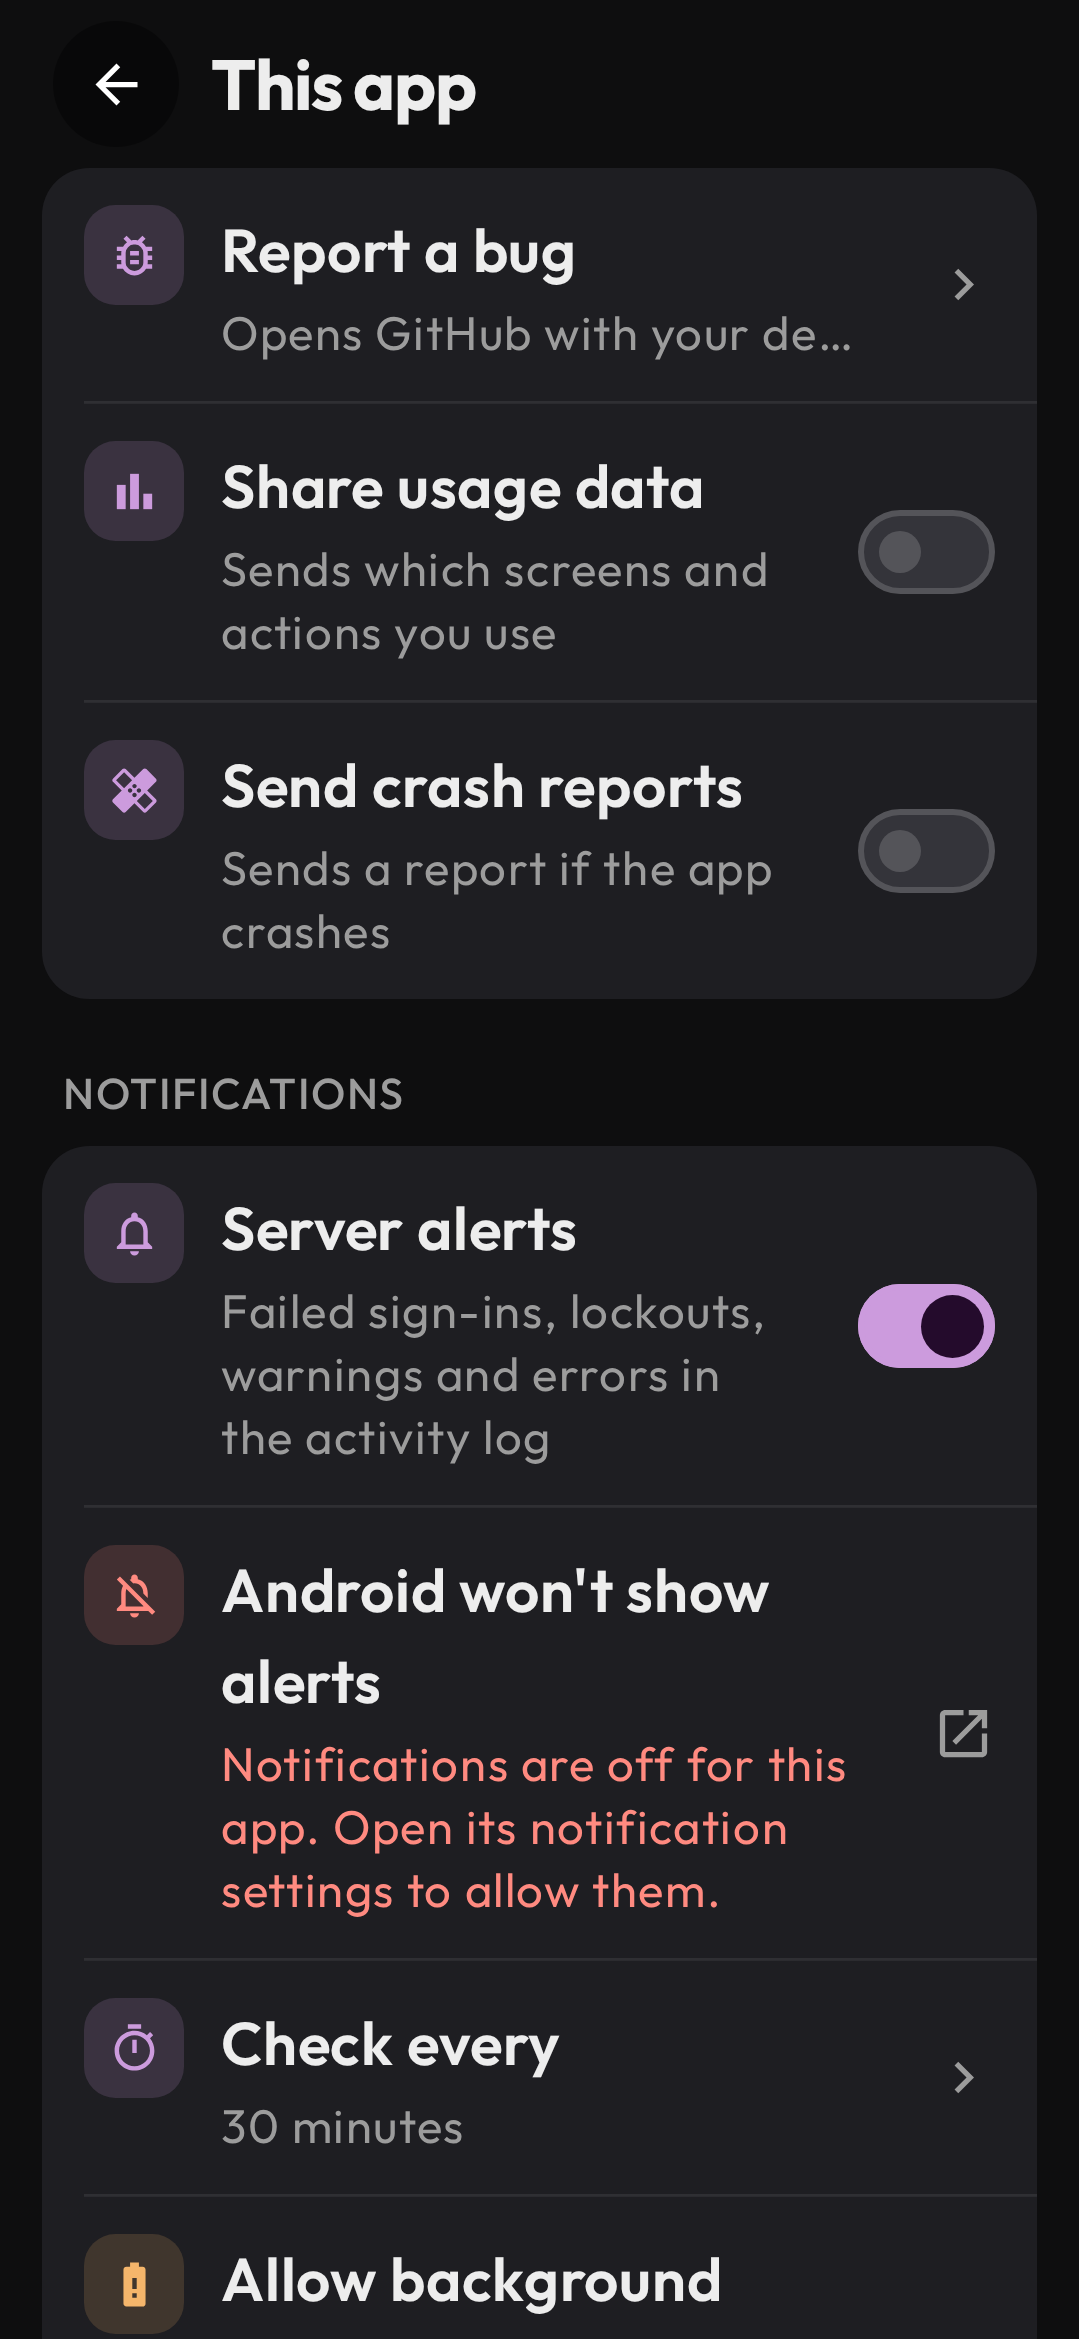 This app
Report a bug
Opens GitHub with your de...
Share usage data
Sends which screens and
actions you use
Send crash reports
Sends a report if the app
crashes
NOTIFICATIONS
Server alerts
Failed sign-ins, lockouts,
warnings and errors in
the activity log
Android won't show
alerts
Notifications are off for this
app. Open its notification
settings to allow them.
Check every
30 minutes
Allow background